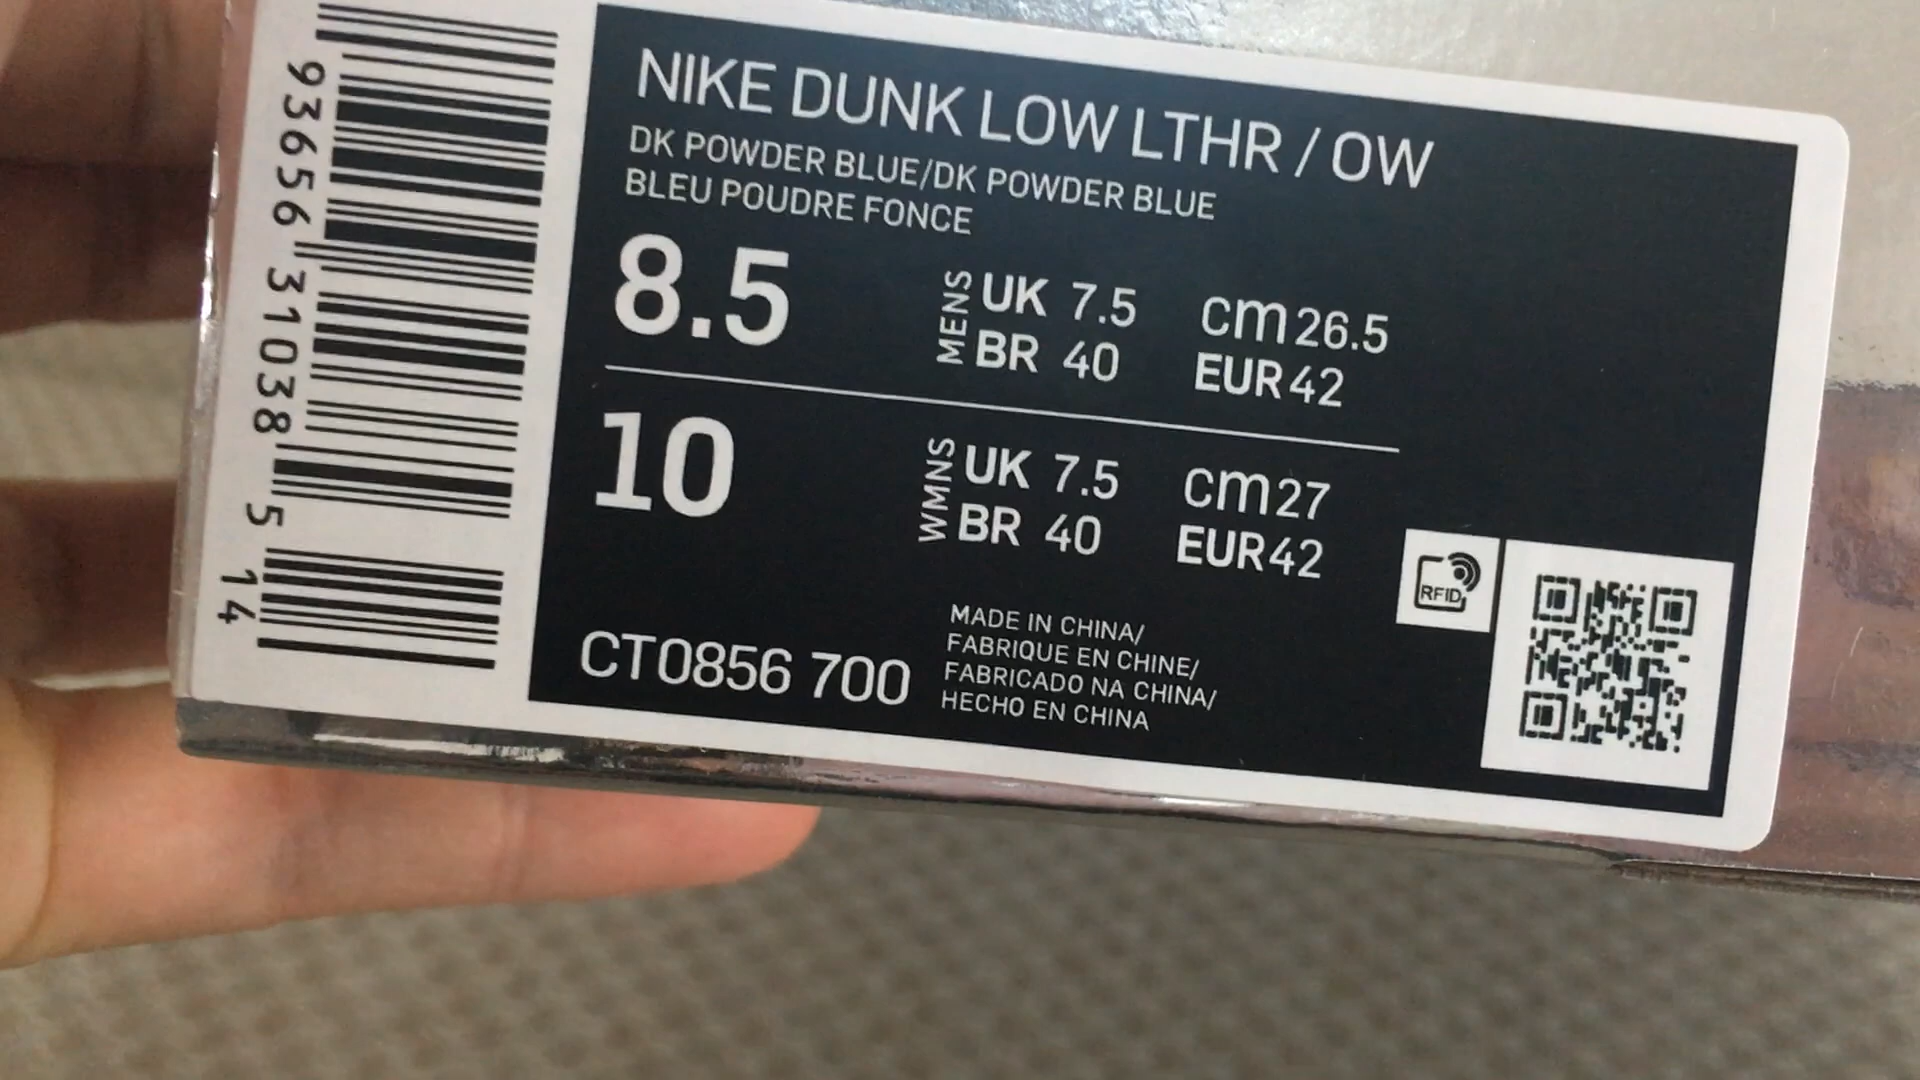 NIKE DUNK LOW LTHR / OW
DK POWDER BLUE/DK POWDER BLUE
BLEU POUDRE FONCE
8.5 MENS UK 7.5 cm 26.5
BR 40 EUR 42
10 WMNS UK 7.5 cm 27
BR 40 EUR 42
CT0856 700
MADE IN CHINA/
FABRIQUE EN CHINE/
FABRICADO NA CHINA/
HECHO EN CHINA
RFID
93656 31038 5 14